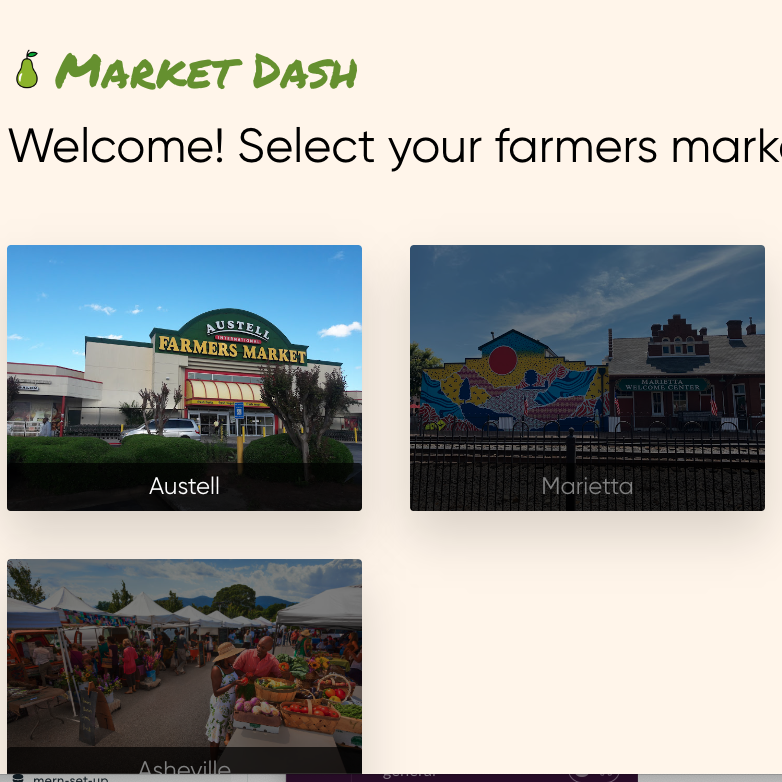 Market Dash
Welcome! Select your farmers
AUSTELL
INTERNATIONAL
FARMERS MARKET
Austell
MARIETTA
WELCOME CENTER
Marietta
Asheville
mern-set-up
general